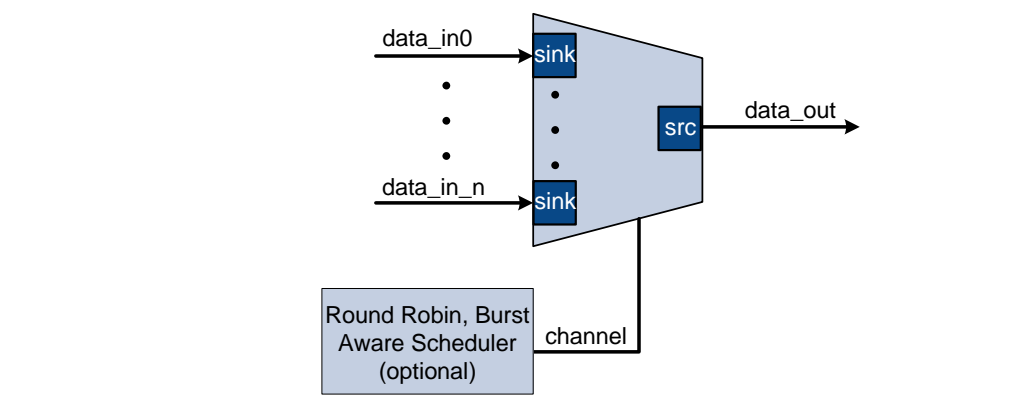 data_in0
sink
data_out
src
data_in_n
sink
Round Robin, Burst
Aware Scheduler
(optional)
channel